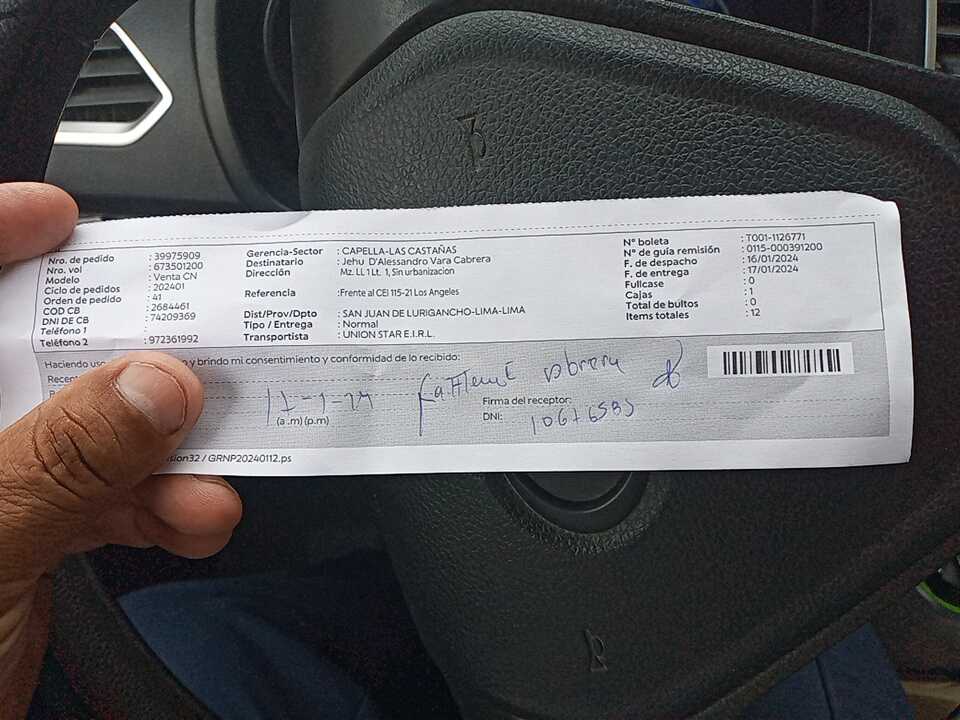 Nro. de pedido : 39975909
Nro. vol : 673501200
Modelo : Venta CN
Ciclo de pedidos : 202401
Orden de pedido : 41
COD CB : 2684461
DNI DE CB : 74209369
Teléfono 1 :
Teléfono 2 : 972361992
Gerencia-Sector : CAPELLA-LAS CASTAÑAS
Destinatario : Jehu D'Alessandro Vara Cabrera
Dirección : Mz. LL 1 Lt. 1, Sin urbanizacion
Referencia : Frente al CEI 115-21 Los Angeles
Dist/Prov/Dpto : SAN JUAN DE LURIGANCHO-LIMA-LIMA
Tipo / Entrega : Normal
Transportista : UNION STAR E.I.R.L.
N° boleta : T001-1126771
N° de guía remisión : 0115-000391200
F. de despacho : 16/01/2024
F. de entrega : 17/01/2024
Fullcase : 0
Cajas : 1
Total de bultos : 0
Items totales : 12
Haciendo uso y brindo mi consentimiento y conformidad de lo recibido:
Recept
17-1-24
(a.m) (p.m)
Firma del receptor:
DNI:
sion32 / GRNP20240112.ps